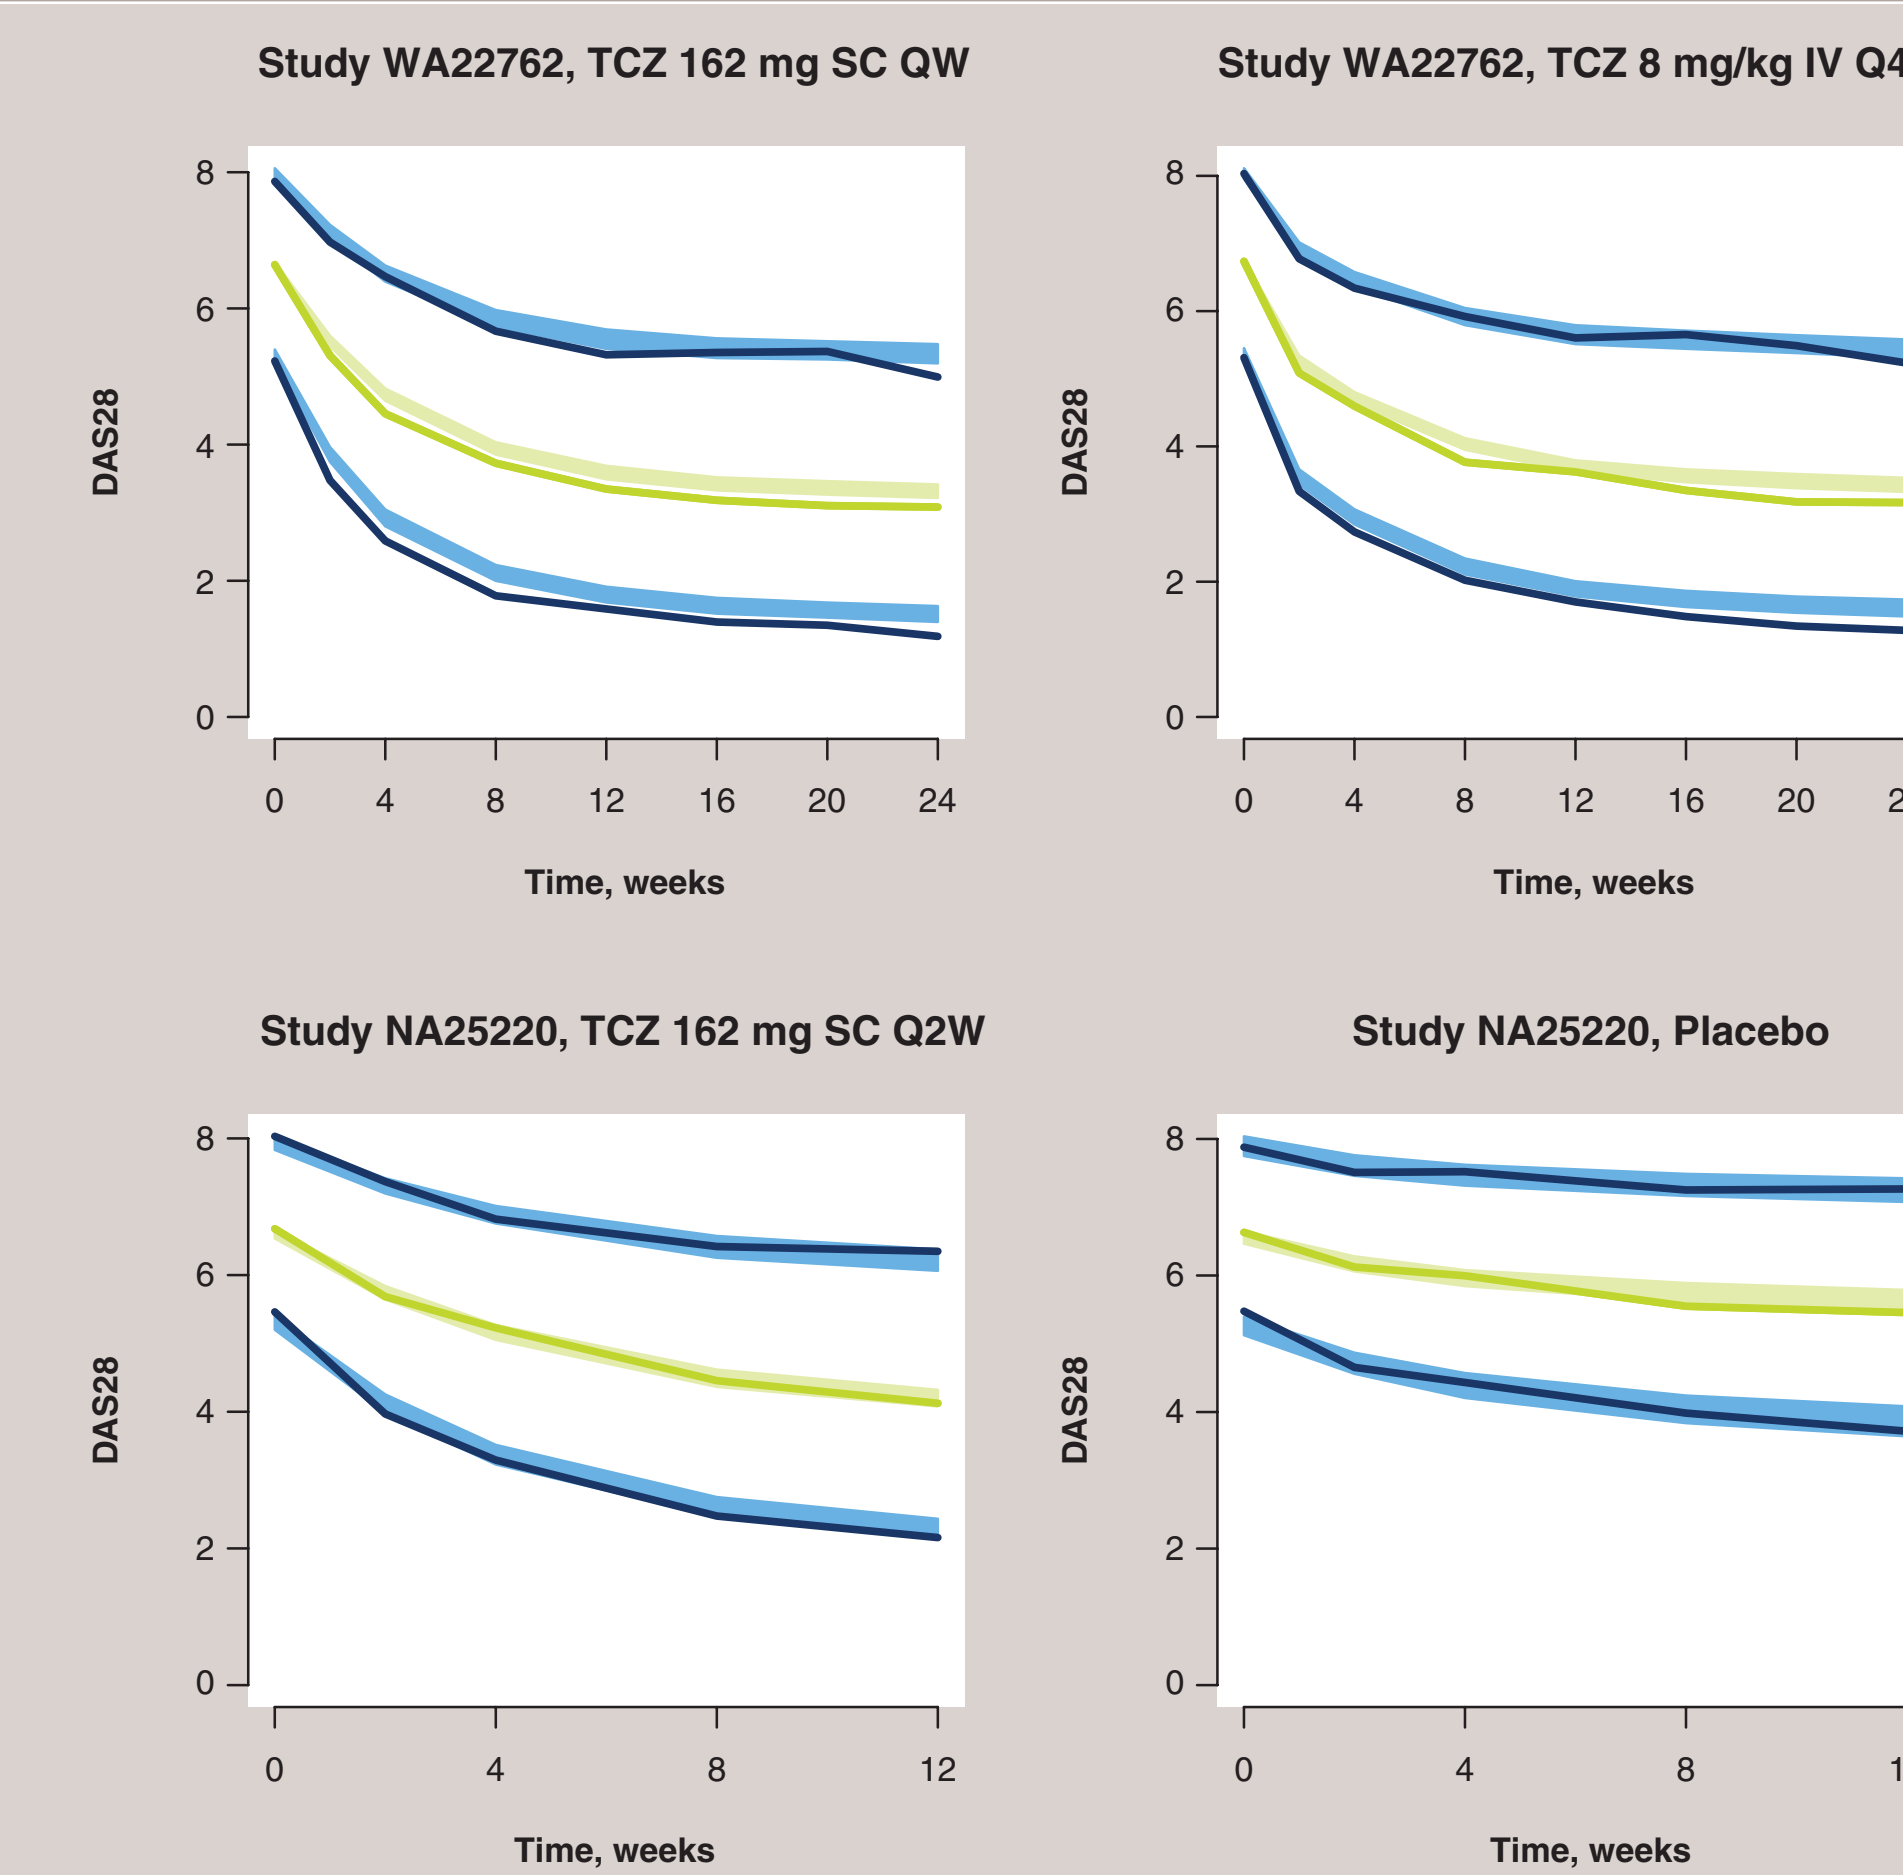 Study WA22762, TCZ 162 mg SC QW
8
6
4
2
0
DAS28
0 4 8 12 16 20 24
Time, weeks
Study WA22762, TCZ 8 mg/kg IV Q4
8
6
4
2
0
DAS28
0 4 8 12 16 20 2
Time, weeks
Study NA25220, TCZ 162 mg SC Q2W
8
6
4
2
0
DAS28
0 4 8 12
Time, weeks
Study NA25220, Placebo
8
6
4
2
0
DAS28
0 4 8 1
Time, weeks